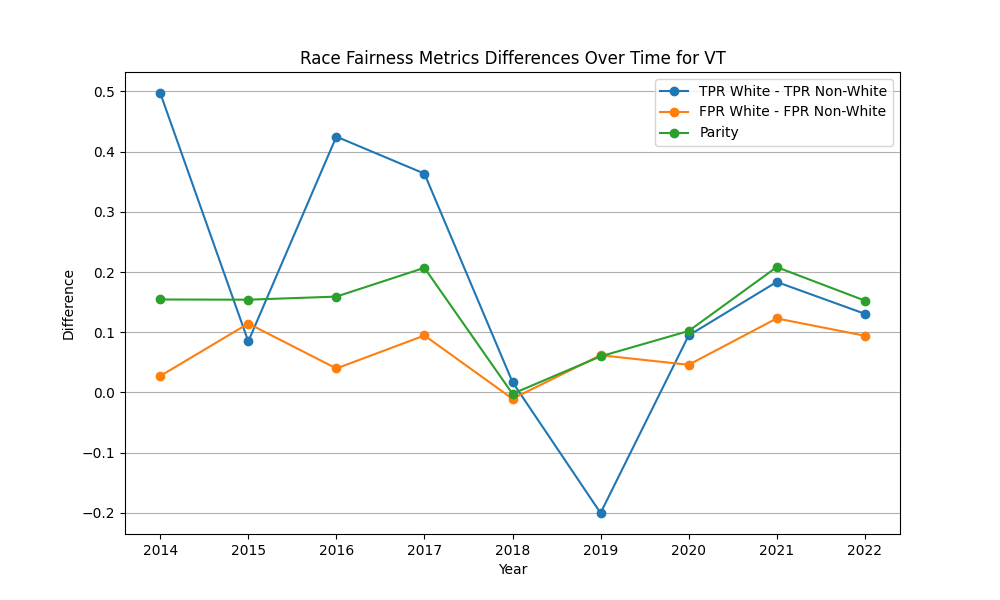 Race Fairness Metrics Differences Over Time for VT
TPR White - TPR Non-White
FPR White - FPR Non-White
Parity
Difference
0.5
0.4
0.3
0.2
0.1
0.0
−0.1
−0.2
2014 2015 2016 2017 2018 2019 2020 2021 2022
Year